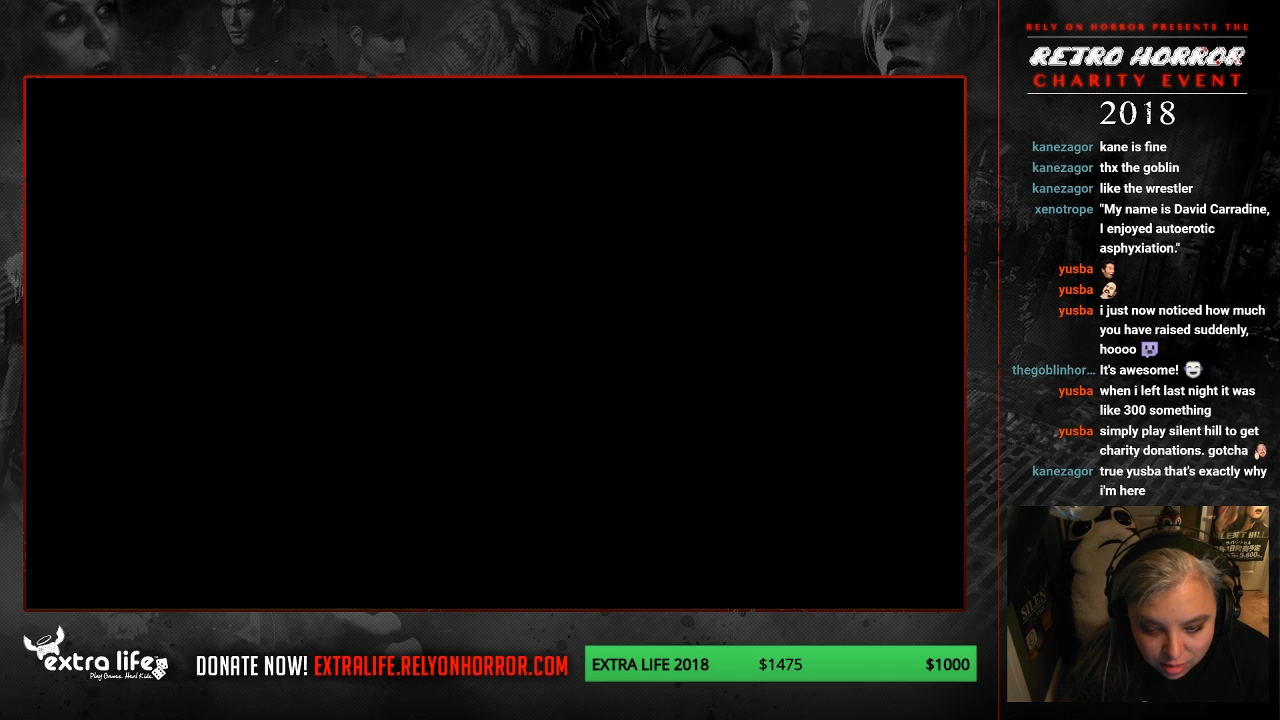 RELY ON HORROR PRESENTS THE
RETRO HORROR
CHARITY EVENT
2018
kanezagor kane is fine
kanezagor thx the goblin
kanezagor like the wrestler
xenotrope "My name is David Carradine,
I enjoyed autoerotic
asphyxiation."
yusba
yusba
yusba i just now noticed how much
you have raised suddenly,
hoooo
thegoblinhor... It's awesome!
yusba when i left last night it was
like 300 something
yusba simply play silent hill to get
charity donations. gotcha
kanezagor true yusba that's exactly why
i'm here
extra life
Play Games. Heal Kids.
DONATE NOW! EXTRALIFE.RELYONHORROR.COM
EXTRA LIFE 2018 $1475 $1000